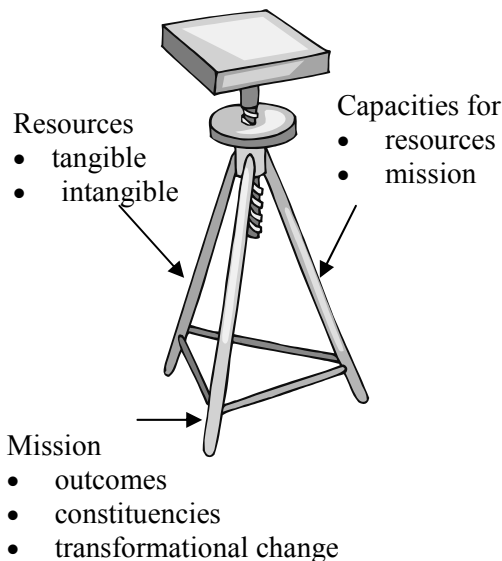 Resources
• tangible
• intangible
Capacities for
• resources
• mission
Mission
• outcomes
• constituencies
• transformational change